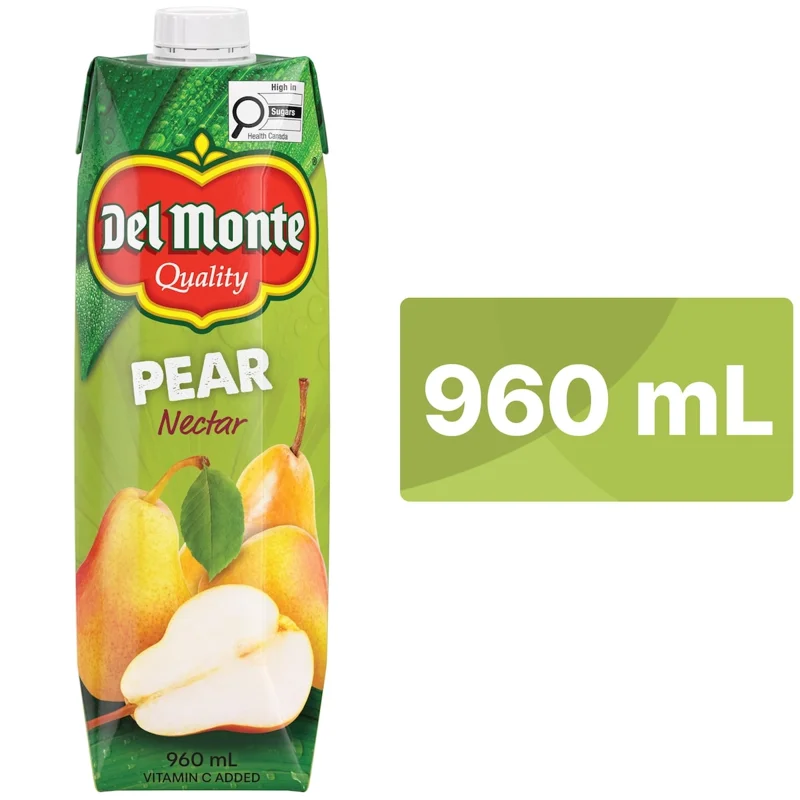 High in
Sugars
Health Canada
Del Monte
®
Quality
PEAR
Nectar
960 mL
VITAMIN C ADDED
960 mL